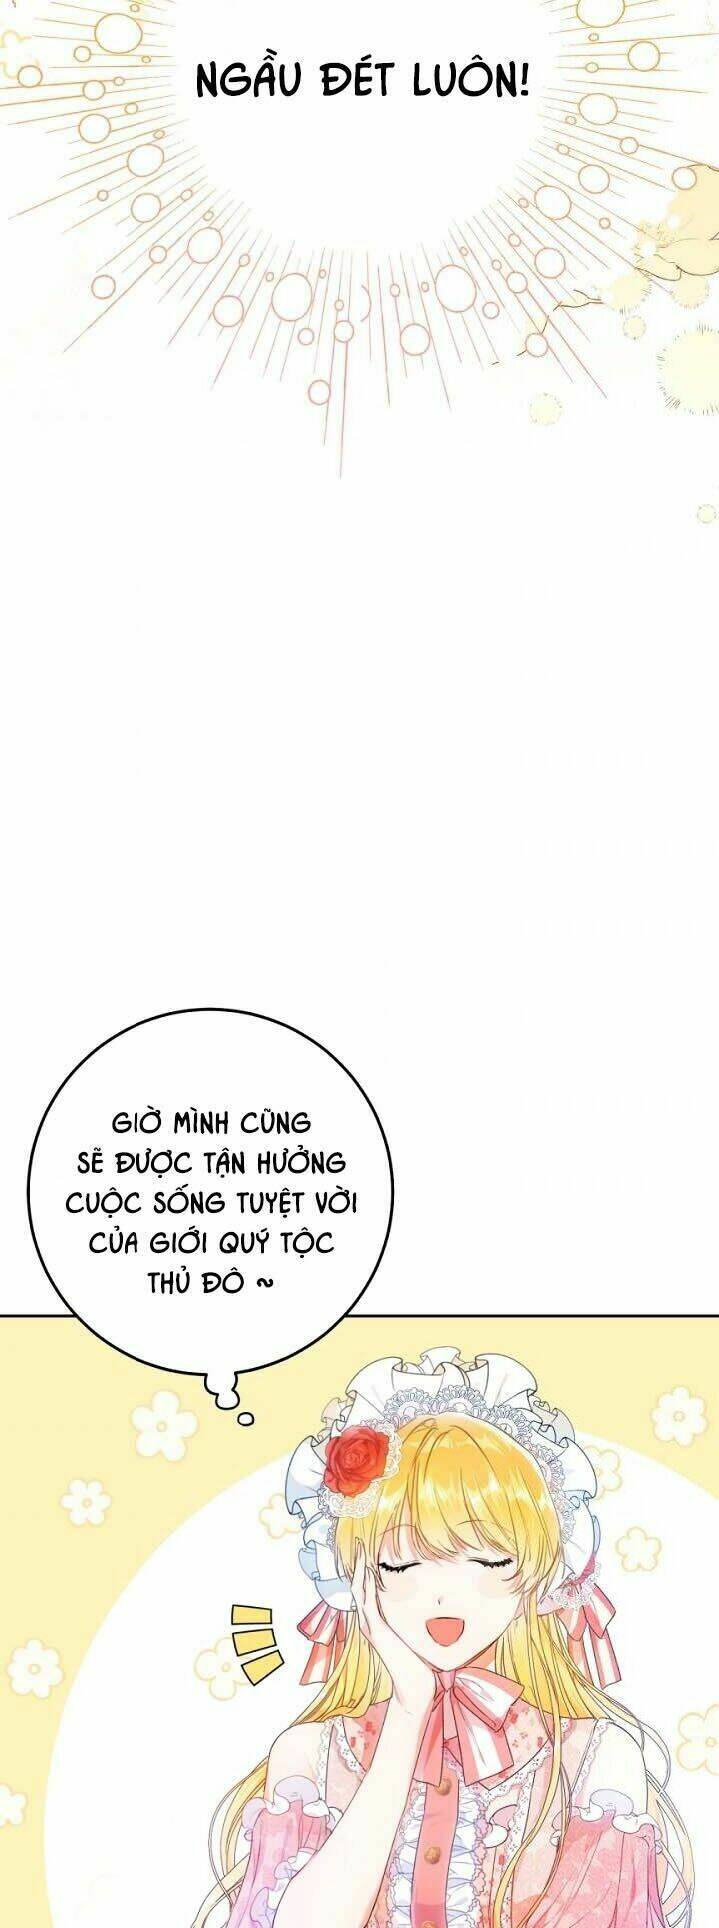 NGẦU ĐÉT LUÔN!
GIỜ MÌNH CŨNG
SẼ ĐƯỢC TẬN HƯỞNG
CUỘC SỐNG TUYỆT VỜI
CỦA GIỚI QUÝ TỘC
THỦ ĐÔ ~